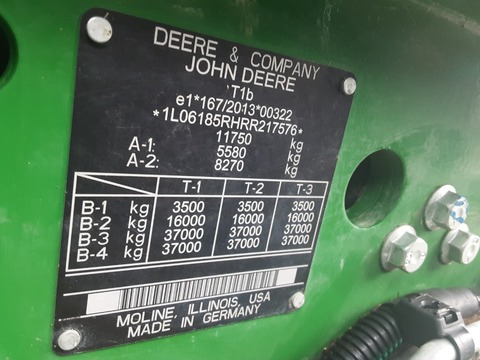 DEERE & COMPANY
JOHN DEERE
T1b
e1*167/2013*00322
*1L06185RHRR217576*
11750 kg
A-1: 5580 kg
A-2: 8270 kg
T-1 T-2 T-3
B-1 kg 3500 3500 3500
B-2 kg 16000 16000 16000
B-3 kg 37000 37000 37000
B-4 kg 37000 37000 37000
MOLINE, ILLINOIS, USA
MADE IN GERMANY